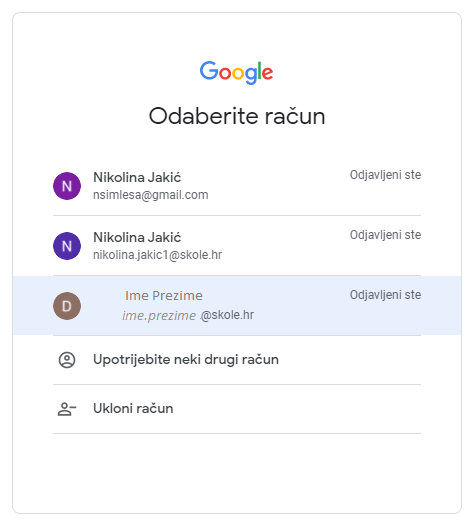 Google
Odaberite račun
N Nikolina Jakić Odjavljeni ste
nsimlesa@gmail.com
N Nikolina Jakić Odjavljeni ste
nikolina.jakic1@skole.hr
D Ime Prezime Odjavljeni ste
ime.prezime @skole.hr
Upotrijebite neki drugi račun
Ukloni račun